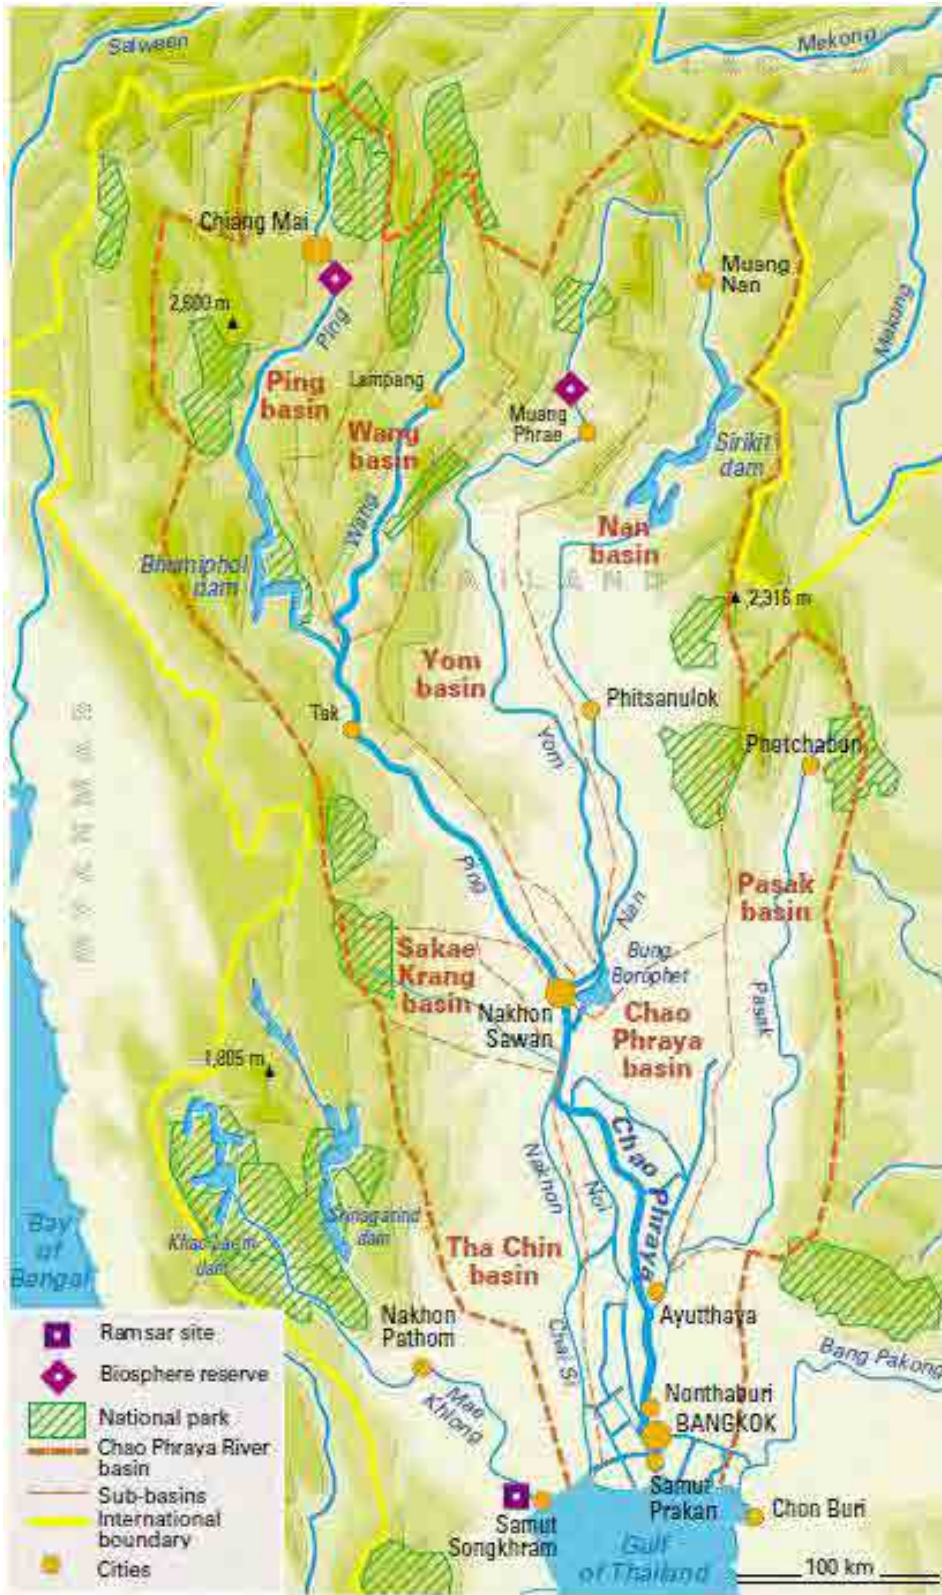 Salween
Mekong
Chiang Mai
Muang
Nan
2,600 m
Ping
Mekong
Ping
basin
Lampang
Wang
basin
Muang
Phrae
Sirikit
dam
Wang
Nan
basin
Bhumiphol
dam
THAILAND
2,316 m
Yom
basin
Phitsanulok
Tak
Yom
Phetchabun
MYANMAR
Ping
Pasak
basin
Nan
Sakae
Krang
basin
Bung
Borophet
Nakhon
Sawan
Chao
Phraya
basin
Pasak
1,805 m
Chao Phraya
Nakhon
Noi
Bay
of
Bengal
Khao Laem
dam
Srinagarind
dam
Tha Chin
basin
Nakhon
Pathom
Ayutthaya
Chai Si
Bang Pakong
Mae
Khlong
Nonthaburi
BANGKOK
Samut
Prakan
Samut
Songkhram
Chon Buri
Gulf
of Thailand
100 km
Ramsar site
Biosphere reserve
National park
Chao Phraya River
basin
Sub-basins
International
boundary
Cities